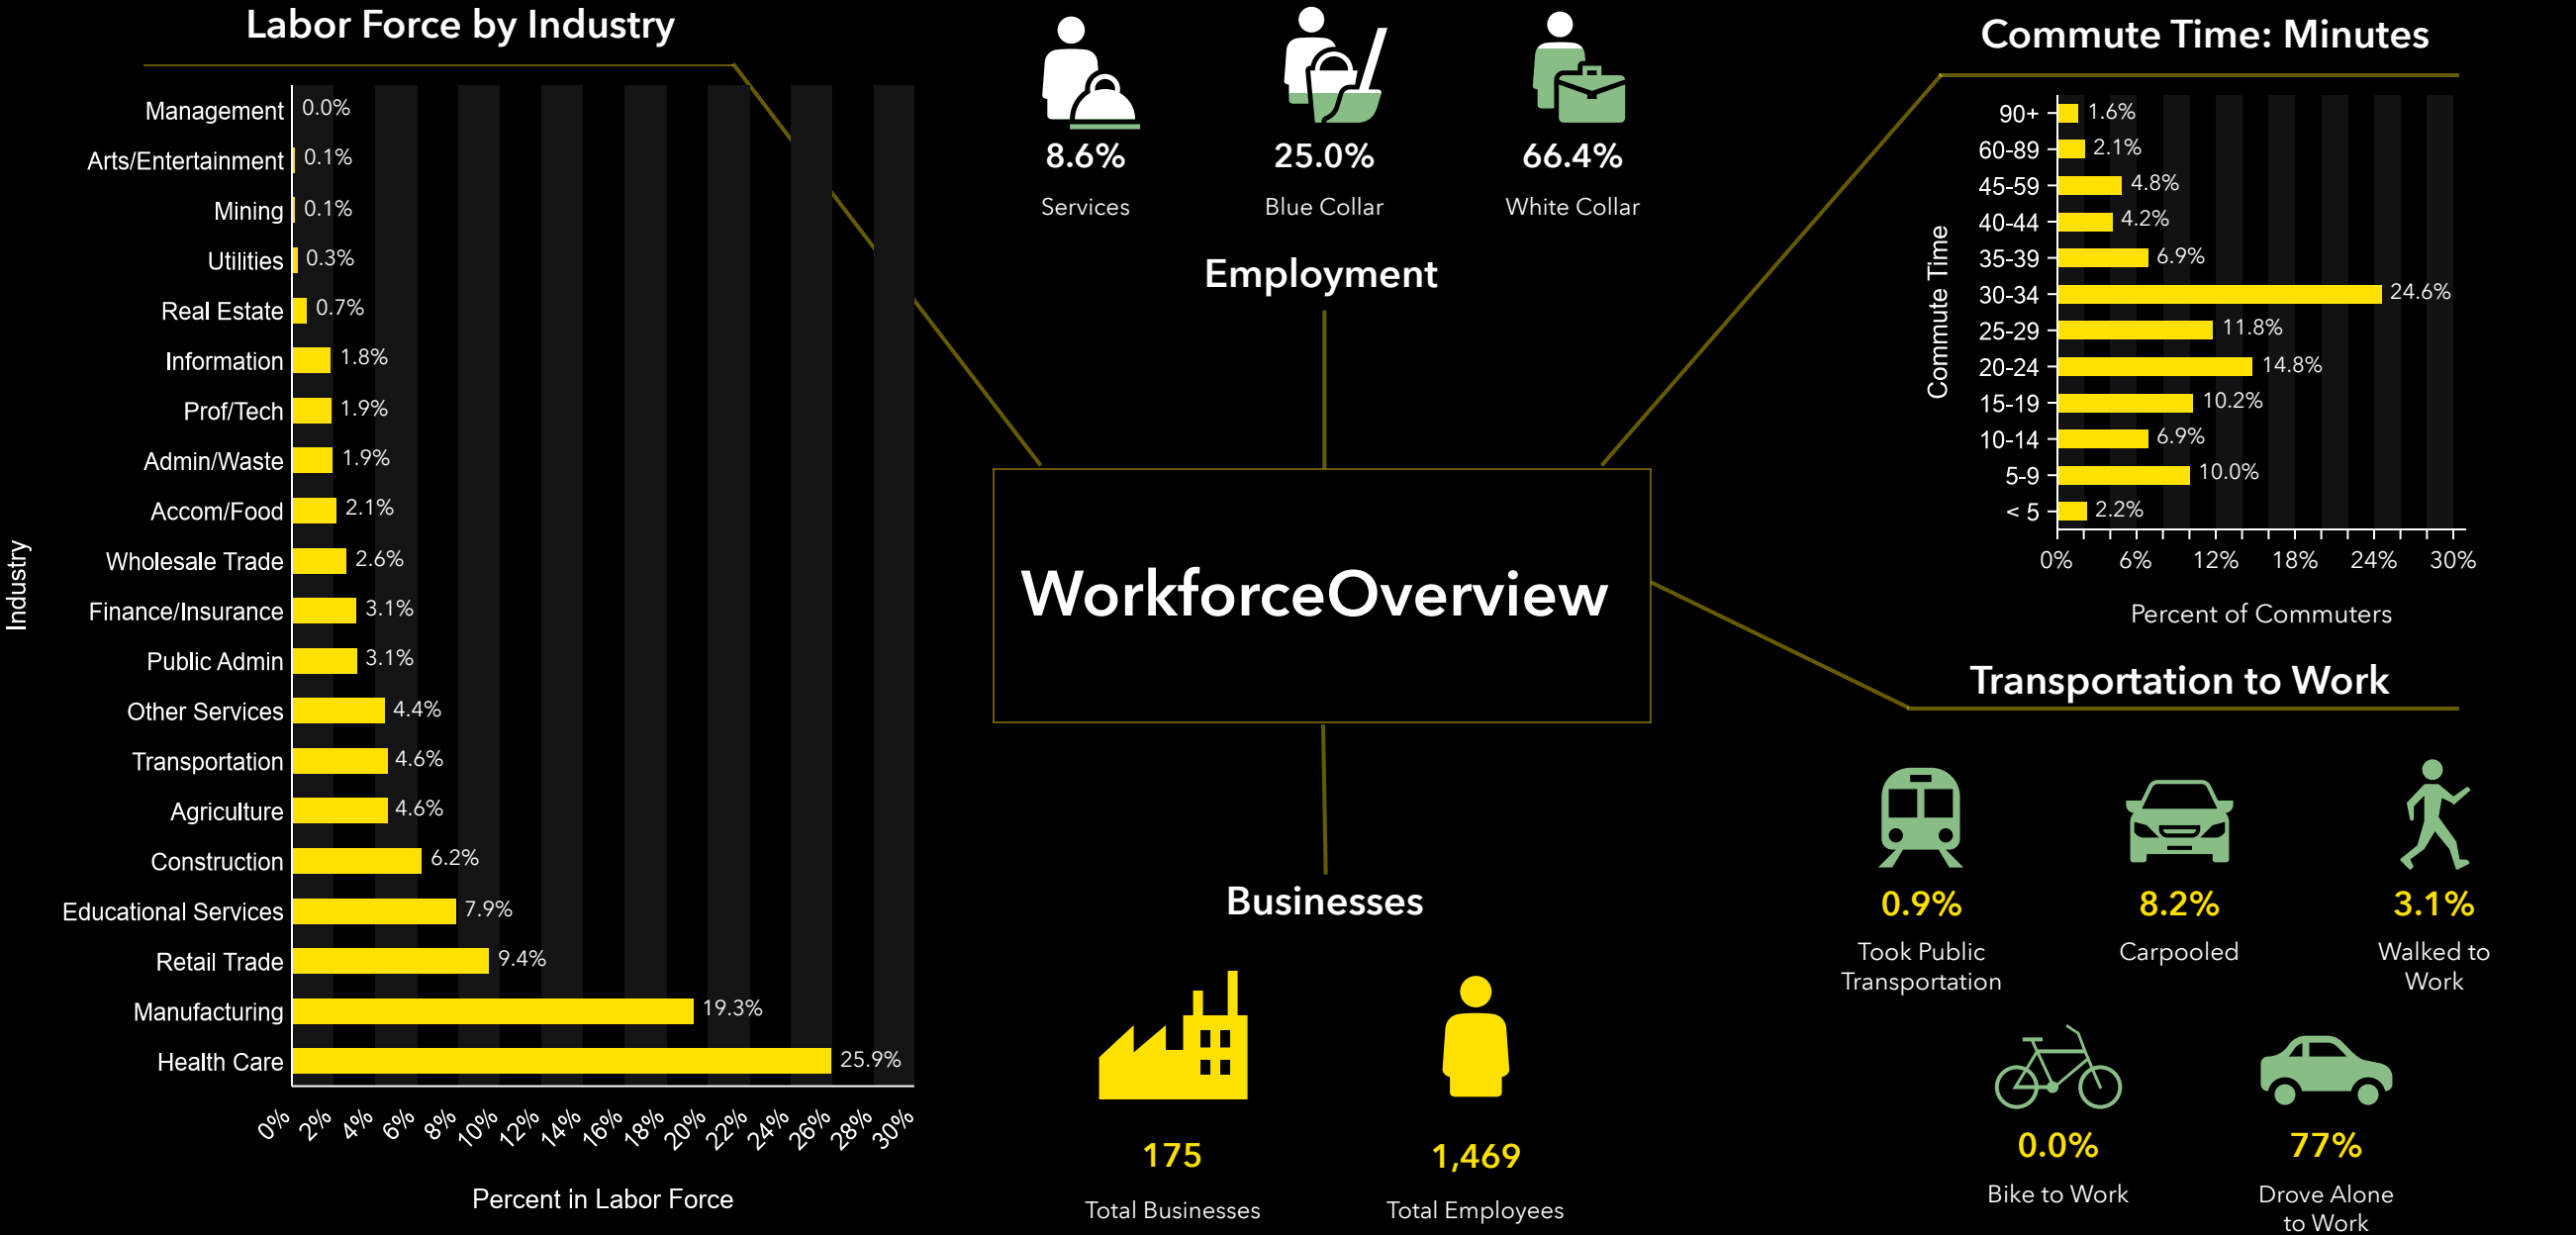 Labor Force by Industry
Industry
Management 0.0%
Arts/Entertainment 0.1%
Mining 0.1%
Utilities 0.3%
Real Estate 0.7%
Information 1.8%
Prof/Tech 1.9%
Admin/Waste 1.9%
Accom/Food 2.1%
Wholesale Trade 2.6%
Finance/Insurance 3.1%
Public Admin 3.1%
Other Services 4.4%
Transportation 4.6%
Agriculture 4.6%
Construction 6.2%
Educational Services 7.9%
Retail Trade 9.4%
Manufacturing 19.3%
Health Care 25.9%
0% 2% 4% 6% 8% 10% 12% 14% 16% 18% 20% 22% 24% 26% 28% 30%
Percent in Labor Force
8.6% 25.0% 66.4%
Services Blue Collar White Collar
Employment
WorkforceOverview
Businesses
175 1,469
Total Businesses Total Employees
Commute Time: Minutes
Commute Time
90+ 1.6%
60-89 2.1%
45-59 4.8%
40-44 4.2%
35-39 6.9%
30-34 24.6%
25-29 11.8%
20-24 14.8%
15-19 10.2%
10-14 6.9%
5-9 10.0%
< 5 2.2%
0% 6% 12% 18% 24% 30%
Percent of Commuters
Transportation to Work
0.9% 8.2% 3.1%
Took Public Carpooled Walked to
Transportation Work
0.0% 77%
Bike to Work Drove Alone
to Work